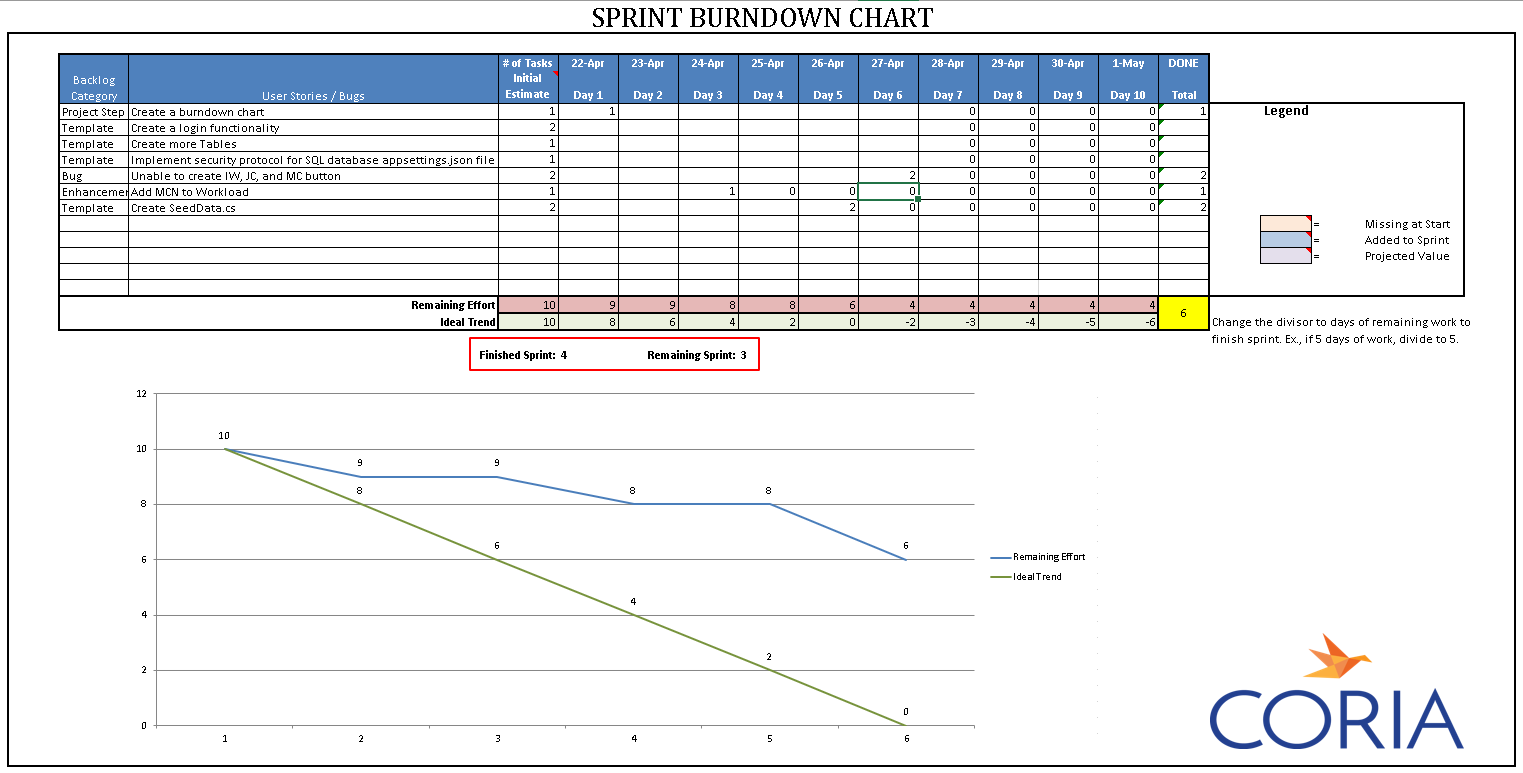 SPRINT BURNDOWN CHART
Backlog Category User Stories / Bugs # of Tasks Initial Estimate 22-Apr Day 1 23-Apr Day 2 24-Apr Day 3 25-Apr Day 4 26-Apr Day 5 27-Apr Day 6 28-Apr Day 7 29-Apr Day 8 30-Apr Day 9 1-May Day 10 DONE Total
Project Step Create a burndown chart 1 1 0 0 0 0 1
Template Create a login functionality 2 0 0 0 0
Template Create more Tables 1 0 0 0 0
Template Implement security protocol for SQL database appsettings.json file 1 0 0 0 0
Bug Unable to create IW, JC, and MC button 2 2 0 0 0 0 2
Enhancemer Add MCN to Workload 1 1 0 0 0 0 0 0 0 1
Template Create SeedData.cs 2 2 0 0 0 0 0 2
Remaining Effort 10 9 9 8 8 6 4 4 4 4 4
Ideal Trend 10 8 6 4 2 0 -2 -3 -4 -5 -6
6
Legend
= Missing at Start
= Added to Sprint
= Projected Value
Change the divisor to days of remaining work to
finish sprint. Ex., if 5 days of work, divide to 5.
Finished Sprint: 4 Remaining Sprint: 3
12
10
8
6
4
2
0
10
9
9
8
8
6
8
6
4
2
0
1 2 3 4 5 6
Remaining Effort
Ideal Trend
CORIA